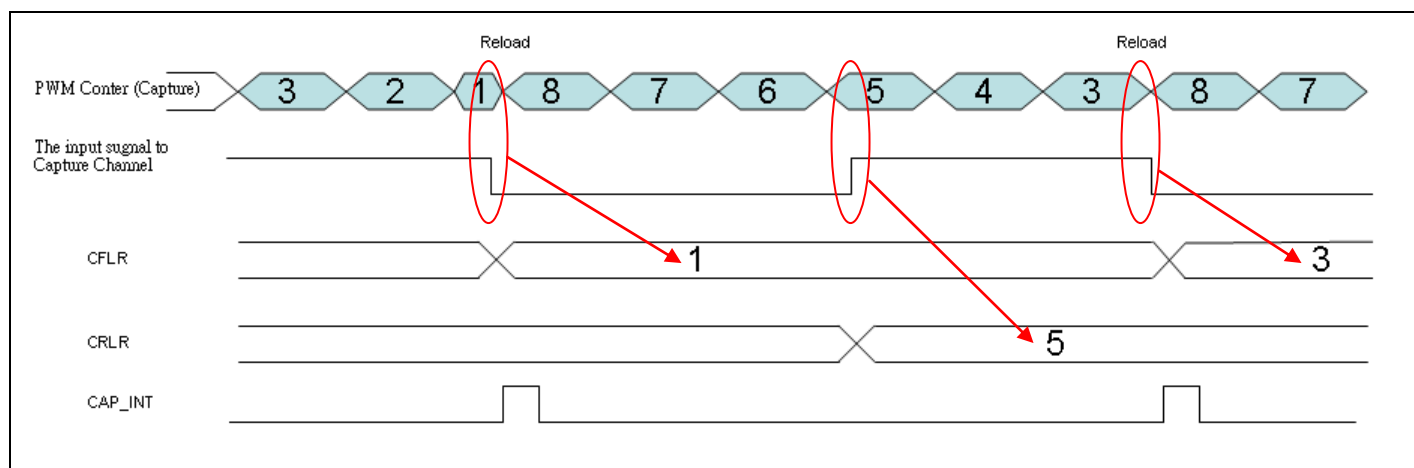 Reload Reload
PWM Conter (Capture) 3 2 1 8 7 6 5 4 3 8 7
The input sugnal to
Capture Channel
CFLR 1 3
CRLR 5
CAP_INT